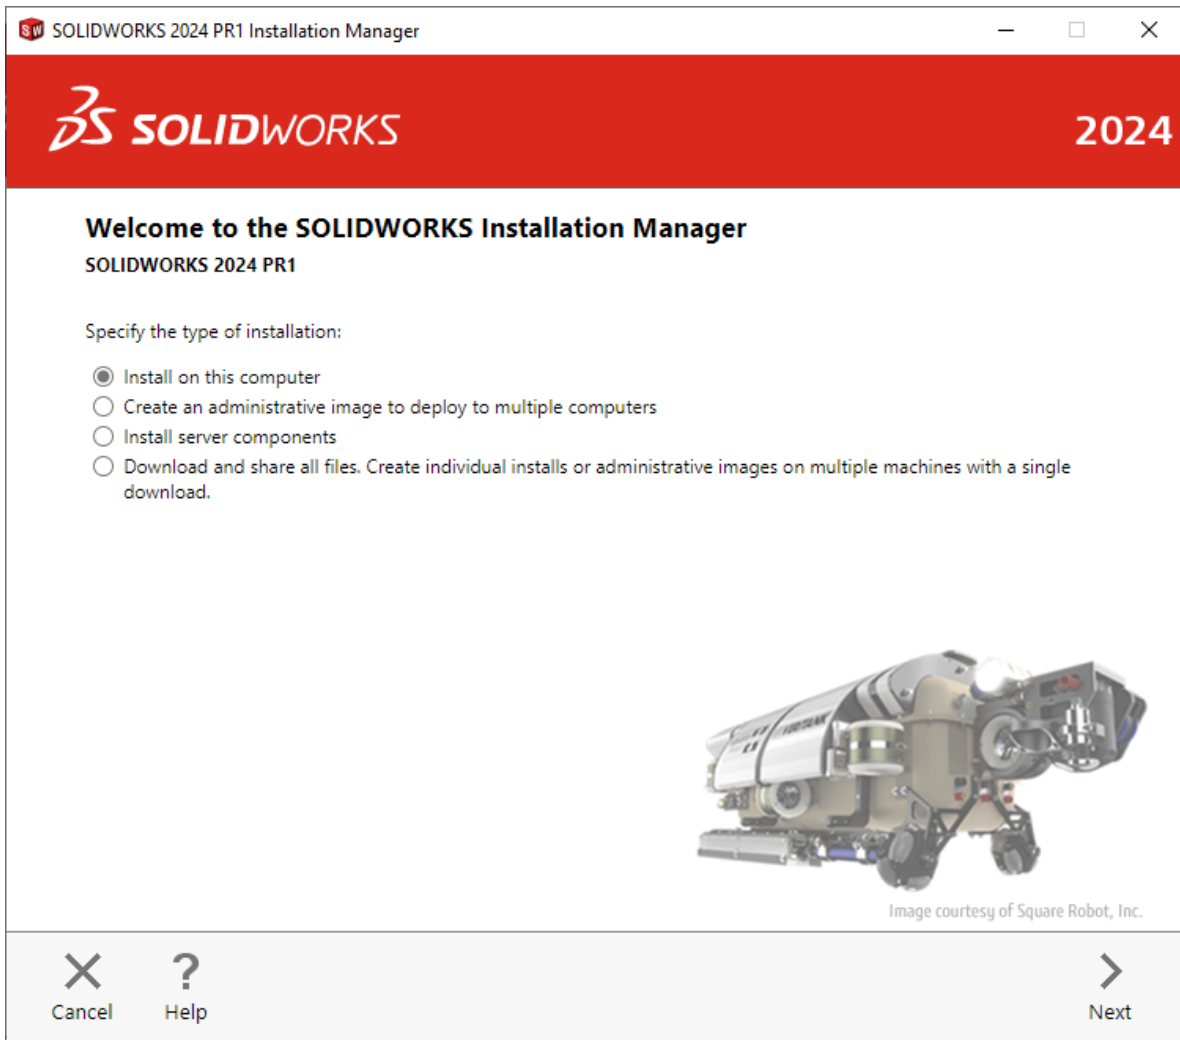 SOLIDWORKS 2024 PR1 Installation Manager
SOLIDWORKS
2024
Welcome to the SOLIDWORKS Installation Manager
SOLIDWORKS 2024 PR1
Specify the type of installation:
Install on this computer
Create an administrative image to deploy to multiple computers
Install server components
Download and share all files. Create individual installs or administrative images on multiple machines with a single
download.
Image courtesy of Square Robot, Inc.
Cancel
Help
Next